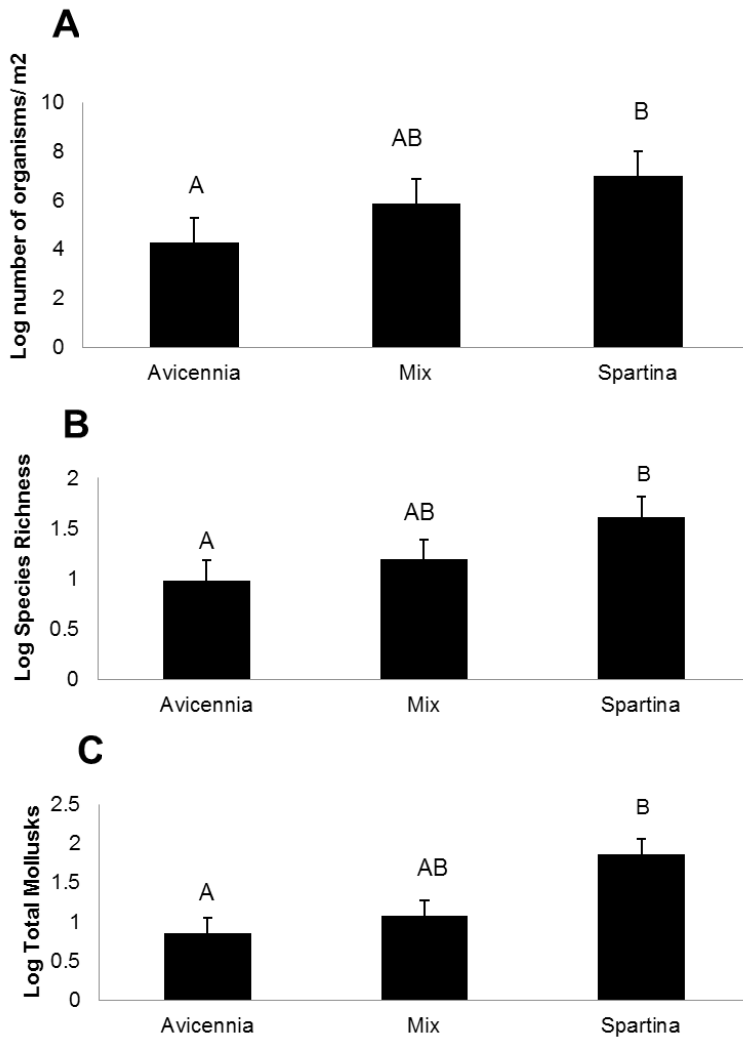 A
Log number of organisms/ m2
10
8
6
4
2
0
A
AB
B
Avicennia Mix Spartina
B
Log Species Richness
2
1.5
1
0.5
0
A
AB
B
Avicennia Mix Spartina
C
Log Total Mollusks
2.5
2
1.5
1
0.5
0
A
AB
B
Avicennia Mix Spartina